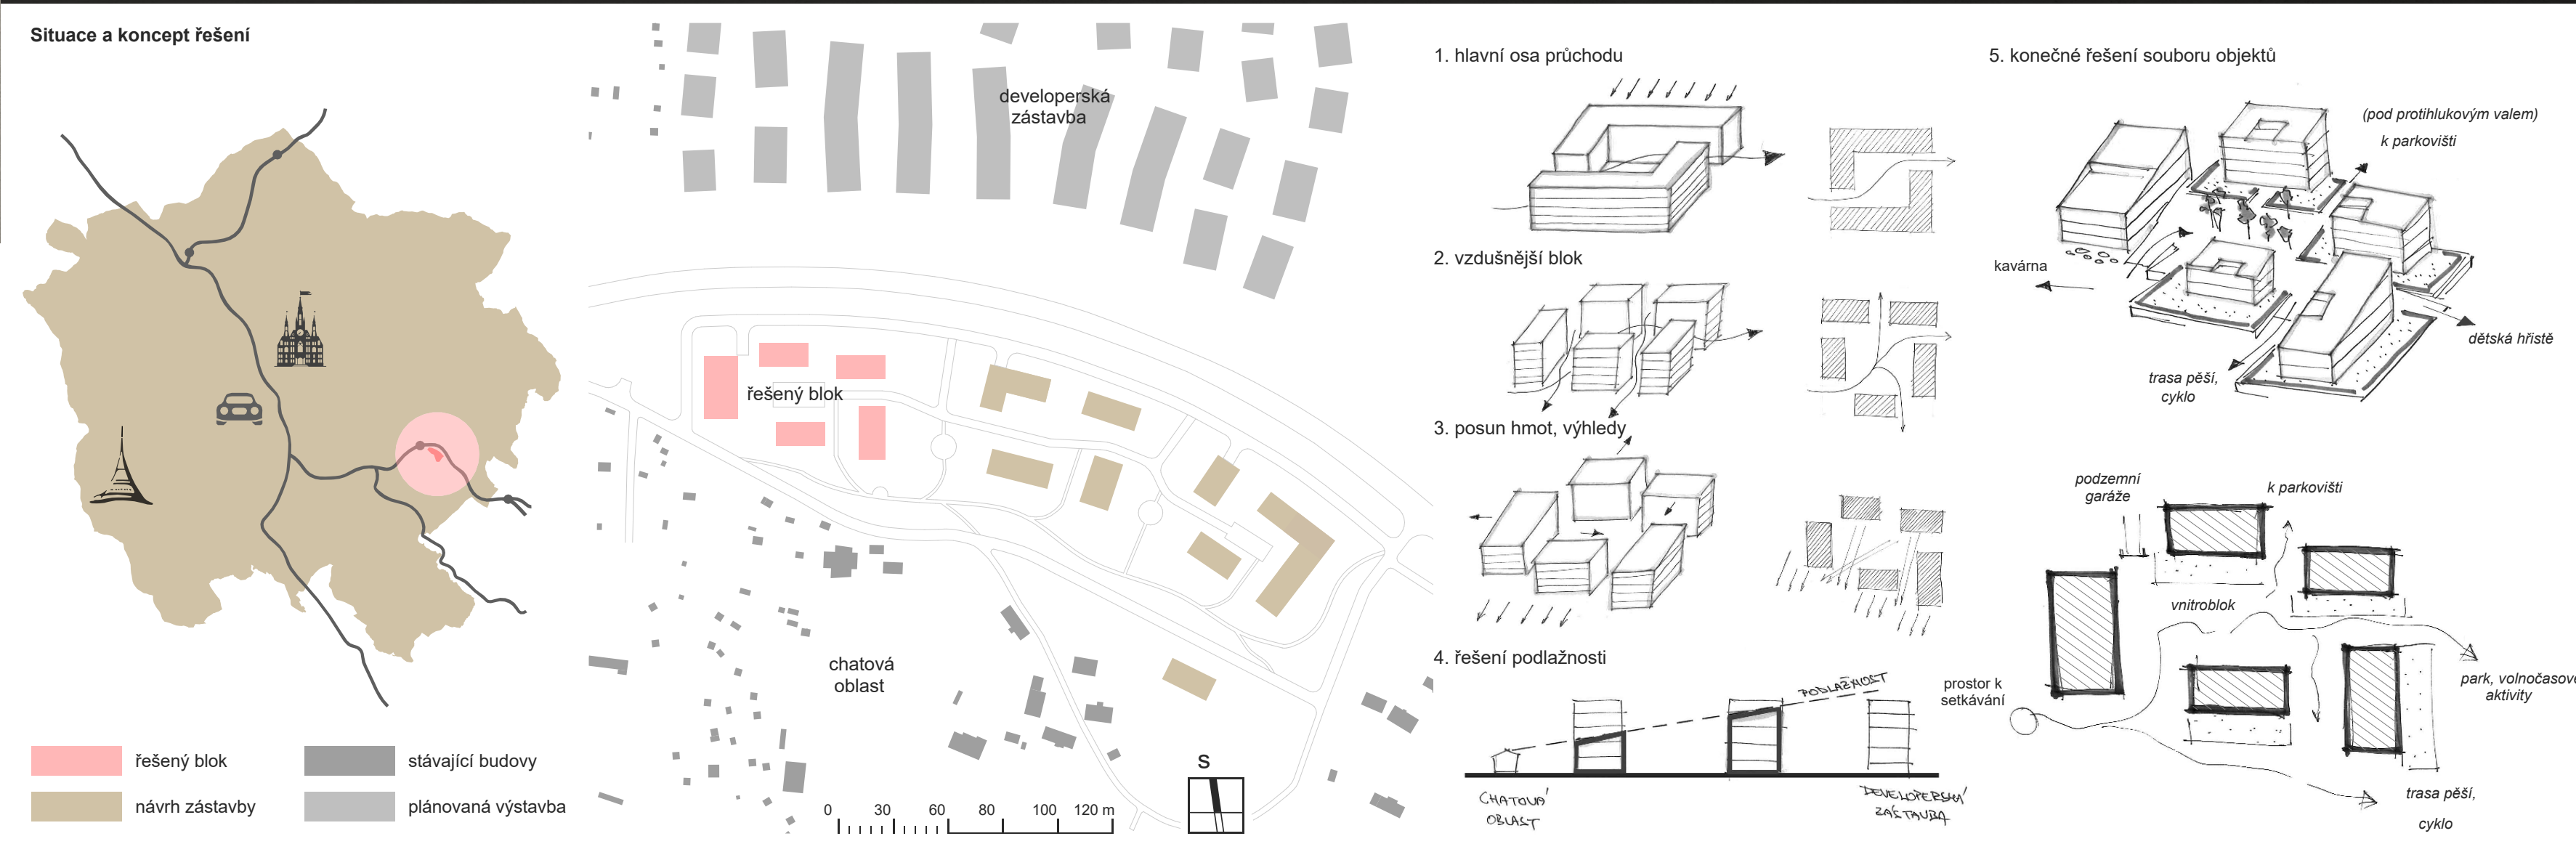 Situace a koncept řešení
řešený blok
návrh zástavby
stávající budovy
plánovaná výstavba
developerská
zástavba
řešený blok
chatová
oblast
0 30 60 80 100 120 m
S
1. hlavní osa průchodu
2. vzdušnější blok
3. posun hmot, výhledy
4. řešení podlažnosti
PODLAŽNOST
CHATOVÁ
OBLAST
DEVELOPERSKÁ
ZÁSTAVBA
5. konečné řešení souboru objektů
(pod protihlukovým valem)
k parkovišti
kavárna
dětská hřiště
trasa pěší,
cyklo
podzemní
garáže
k parkovišti
vnitroblok
prostor k
setkávání
park, volnočasové
aktivity
trasa pěší,
cyklo